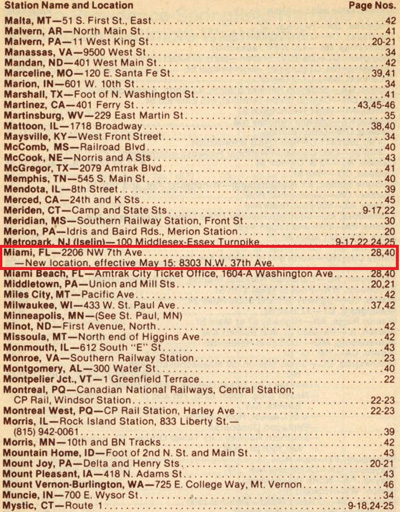 Station Name and Location Page Nos.
Malta, MT—51 S. First St., East 42
Malvern, AR—North Main St. 41
Malvern, PA—11 West King St. 20-21
Manassas, VA—9500 West St. 34
Mandan, ND—401 West Main St. 42
Marceline, MO—120 E. Santa Fe St. 39,41
Marion, IN—601 W. 10th St. 34
Marshall, TX—Foot of N. Washington St. 41
Martinez, CA—401 Ferry St. 43,45-46
Martinsburg, WV—229 East Martin St. 35
Mattoon, IL—1718 Broadway 38,40
Maysville, KY—West Front Street 34
McComb, MS—Railroad Blvd 40
McCook, NE—Norris and A Sts. 43
McGregor, TX—2079 Amtrak Blvd 41
Memphis, TN—545 S. Main St. 40
Mendota, IL—8th Street 39
Merced, CA—24th and K Sts. 45
Meriden, CT—Camp and State Sts. 9-17,22
Meridian, MS—Southern Railway Station, Front St. 30
Merion, PA—Idris and Baird Rds., Merion Station 20
Metropark, NJ (Iselin)—100 Middlesex-Essex Turnpike 9-17,22,24,25
Miami, FL—2206 NW 7th Ave. 28,40
—New location, effective May 15: 8303 N.W. 37th Ave.
Miami Beach, FL—Amtrak City Ticket Office, 1604-A Washington Ave. 28,40
Middletown, PA—Union and Mill Sts. 20,21
Miles City, MT—Pacific Ave. 42
Milwaukee, WI—433 W. St. Paul Ave. 37,42
Minneapolis, MN—(See St. Paul, MN)
Minot, ND—First Avenue, North 42
Missoula, MT—North end of Higgins Ave. 42
Monmouth, IL—612 South "E" St. 43
Monroe, VA—Southern Railway Station 23
Montgomery, AL—300 Water St. 40
Montpelier Jct., VT—1 Greenfield Terrace 22
Montreal, PQ—Canadian National Railways, Central Station;
CP Rail, Windsor Station 22-23
Montreal West, PQ—CP Rail Station, Harley Ave. 22-23
Morris, IL—Rock Island Station, 833 Liberty St.—
(815) 942-0061 39
Morris, MN—10th and BN Tracks 42
Mountain Home, ID—Foot of 2nd N. St. and Main St. 43
Mount Joy, PA—Delta and Henry Sts. 20-21
Mount Pleasant, IA—418 N. Adams St. 43
Mount Vernon-Burlington, WA—725 E. College Way, Mt. Vernon 46
Muncie, IN—700 E. Wysor St. 34
Mystic, CT—Route 1 9-18,24-25